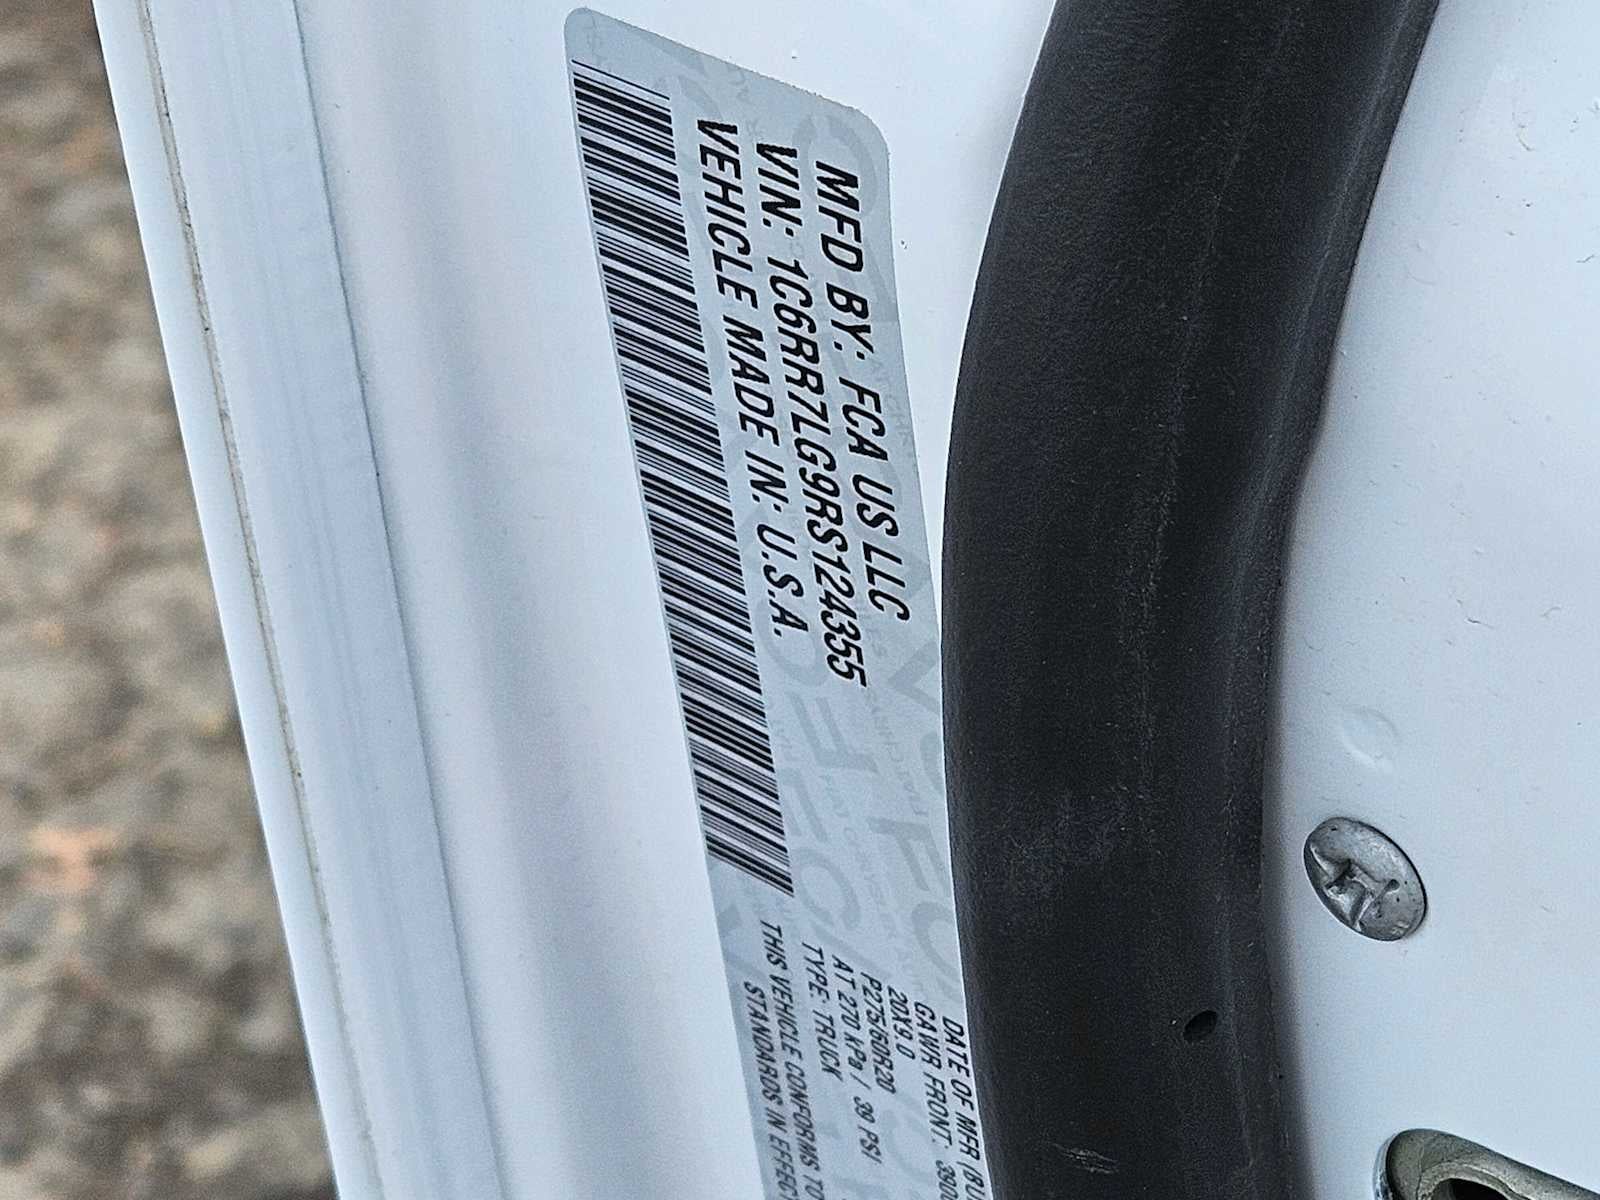 MFD BY: FCA US LLC
VIN: 1C6RR7LG9RS124355
VEHICLE MADE IN: U.S.A.
DATE OF MFR
GAWR FRONT:
20X9.0
P275/60R20
AT 270 kPa / 39 PSI
TYPE: TRUCK
THIS VEHICLE CONFORMS TO
STANDARDS IN EFFECT